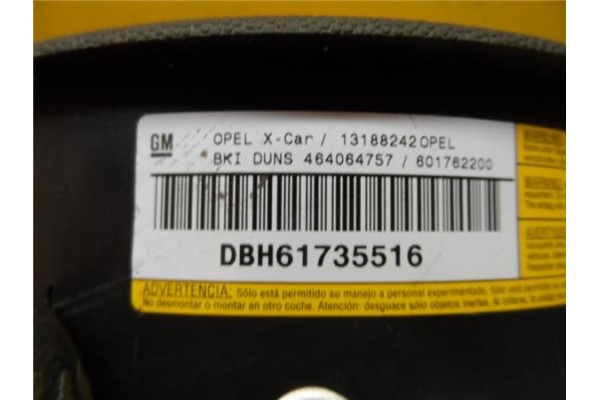 GM
OPEL X-Car / 13188242OPEL
BKI DUNS 464064757 / 601762200
DBH61735516
ADVERTENCIA: Sólo está permitido su manejo a personal experimentado.
No desmontar o montar en otro coche. Atención: desguace sólo objetos inertes.